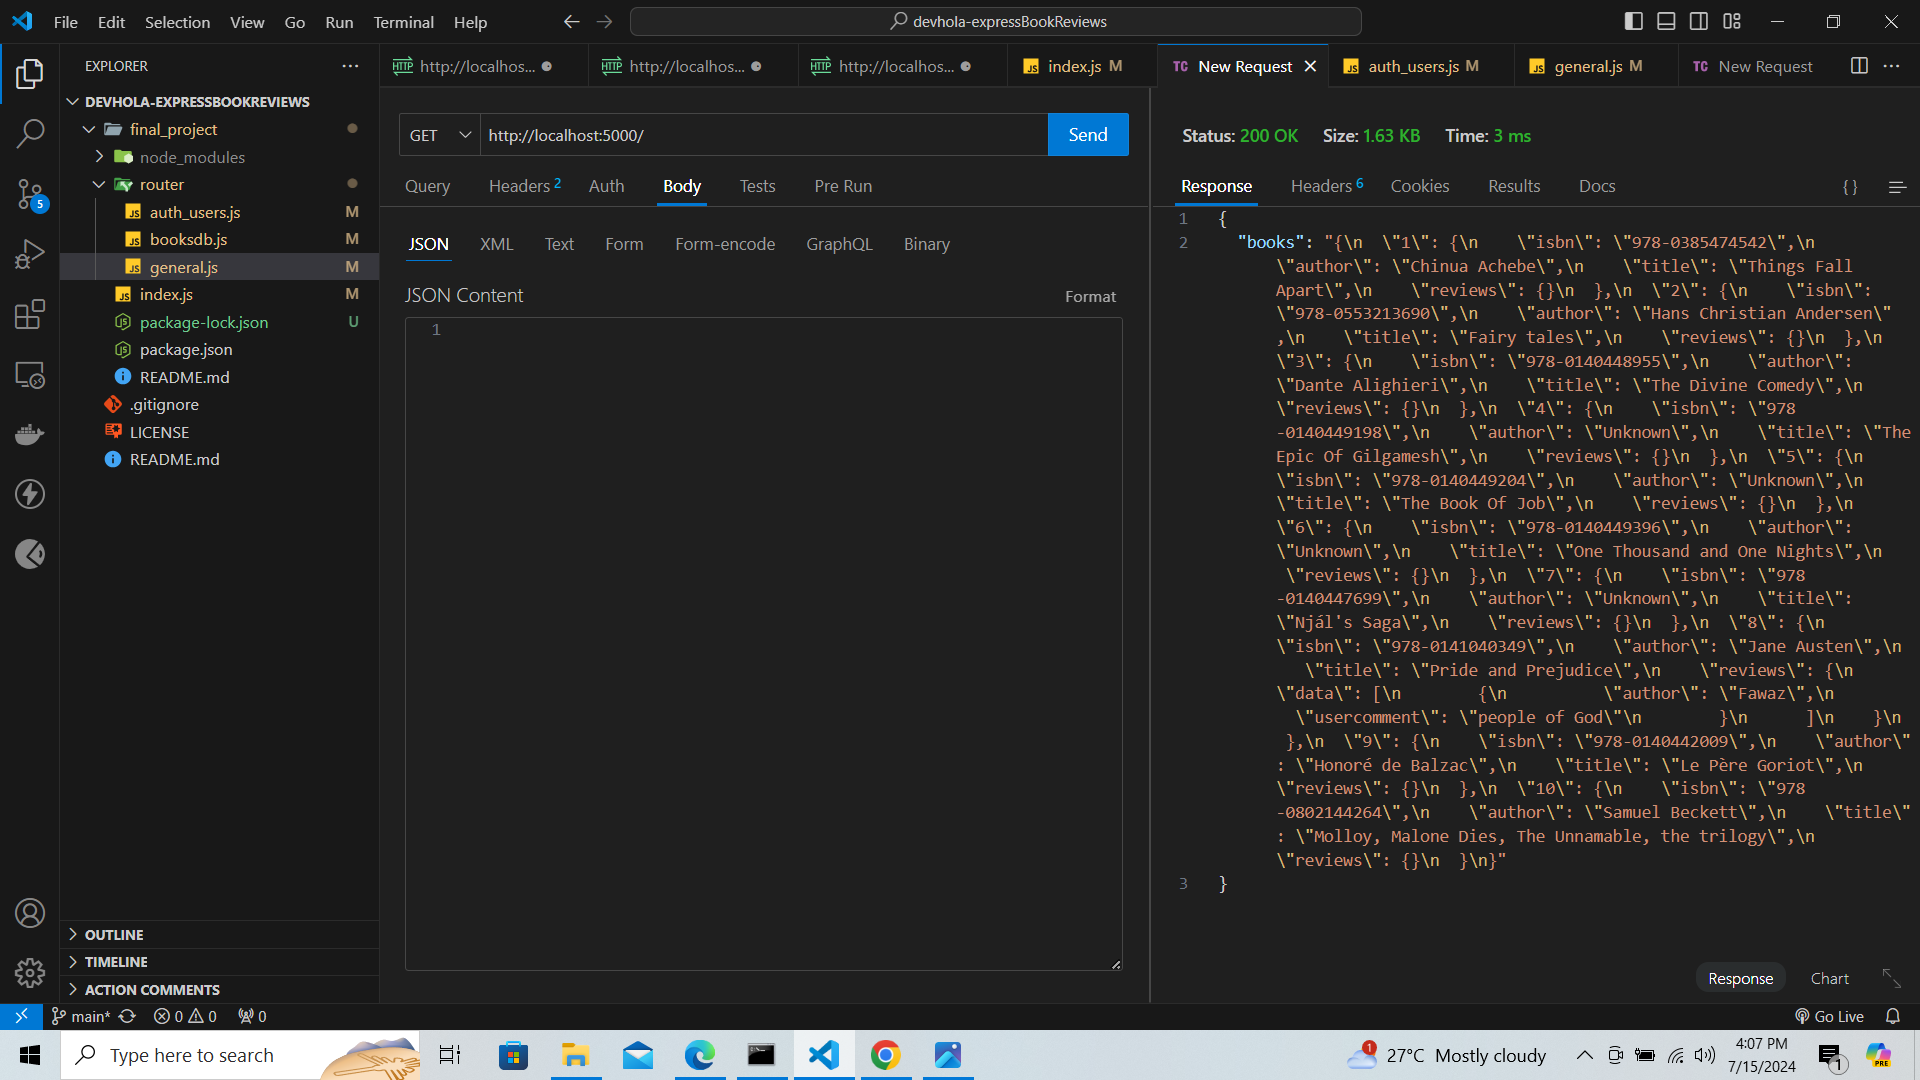 File Edit Selection View Go Run Terminal Help
devhola-expressBookReviews
EXPLORER
DEVHOLA-EXPRESSBOOKREVIEWS
final_project
node_modules
router
auth_users.js M
booksdb.js M
general.js M
index.js M
package-lock.json U
package.json
README.md
.gitignore
LICENSE
README.md
OUTLINE
TIMELINE
ACTION COMMENTS
5
HTTP http://localhos...
HTTP http://localhos...
HTTP http://localhos...
JS index.js M
TC New Request
JS auth_users.js M
JS general.js M
TC New Request
GET http://localhost:5000/ Send
Query Headers 2 Auth Body Tests Pre Run
JSON XML Text Form Form-encode GraphQL Binary
JSON Content Format
1
Status: 200 OK Size: 1.63 KB Time: 3 ms
Response Headers 6 Cookies Results Docs { }
1 {
2 "books": "{\n  \"1\": {\n    \"isbn\": \"978-0385474542\",\n
\"author\": \"Chinua Achebe\",\n    \"title\": \"Things Fall
Apart\",\n    \"reviews\": {}\n  },\n  \"2\": {\n    \"isbn\":
\"978-0553213690\",\n    \"author\": \"Hans Christian Andersen\"
,\n    \"title\": \"Fairy tales\",\n    \"reviews\": {}\n  },\n
\"3\": {\n    \"isbn\": \"978-0140448955\",\n    \"author\":
\"Dante Alighieri\",\n    \"title\": \"The Divine Comedy\",\n
\"reviews\": {}\n  },\n  \"4\": {\n    \"isbn\": \"978
-0140449198\",\n    \"author\": \"Unknown\",\n    \"title\": \"The
Epic Of Gilgamesh\",\n    \"reviews\": {}\n  },\n  \"5\": {\n
\"isbn\": \"978-0140449204\",\n    \"author\": \"Unknown\",\n
\"title\": \"The Book Of Job\",\n    \"reviews\": {}\n  },\n
\"6\": {\n    \"isbn\": \"978-0140449396\",\n    \"author\":
\"Unknown\",\n    \"title\": \"One Thousand and One Nights\",\n
\"reviews\": {}\n  },\n  \"7\": {\n    \"isbn\": \"978
-0140447699\",\n    \"author\": \"Unknown\",\n    \"title\":
\"Njál's Saga\",\n    \"reviews\": {}\n  },\n  \"8\": {\n
\"isbn\": \"978-0141040349\",\n    \"author\": \"Jane Austen\",\n
\"title\": \"Pride and Prejudice\",\n    \"reviews\": {\n
\"data\": [\n        {\n          \"author\": \"Fawaz\",\n
\"usercomment\": \"people of God\"\n        }\n      ]\n    }\n
},\n  \"9\": {\n    \"isbn\": \"978-0140442009\",\n    \"author\"
: \"Honoré de Balzac\",\n    \"title\": \"Le Père Goriot\",\n
\"reviews\": {}\n  },\n  \"10\": {\n    \"isbn\": \"978
-0802144264\",\n    \"author\": \"Samuel Beckett\",\n    \"title\"
: \"Molloy, Malone Dies, The Unnamable, the trilogy\",\n
\"reviews\": {}\n  }\n}"
3 }
Response Chart
main* 0 0 0 Go Live
Type here to search
1 27°C Mostly cloudy
4:07 PM
7/15/2024
1
PRE